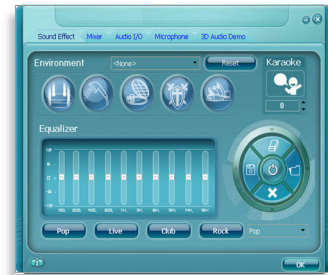 Sound Effect Mixer Audio I/O Microphone 3D Audio Demo
Environment <None> Reset Karaoke
0
Equalizer
Pop Live Club Rock Pop
OK